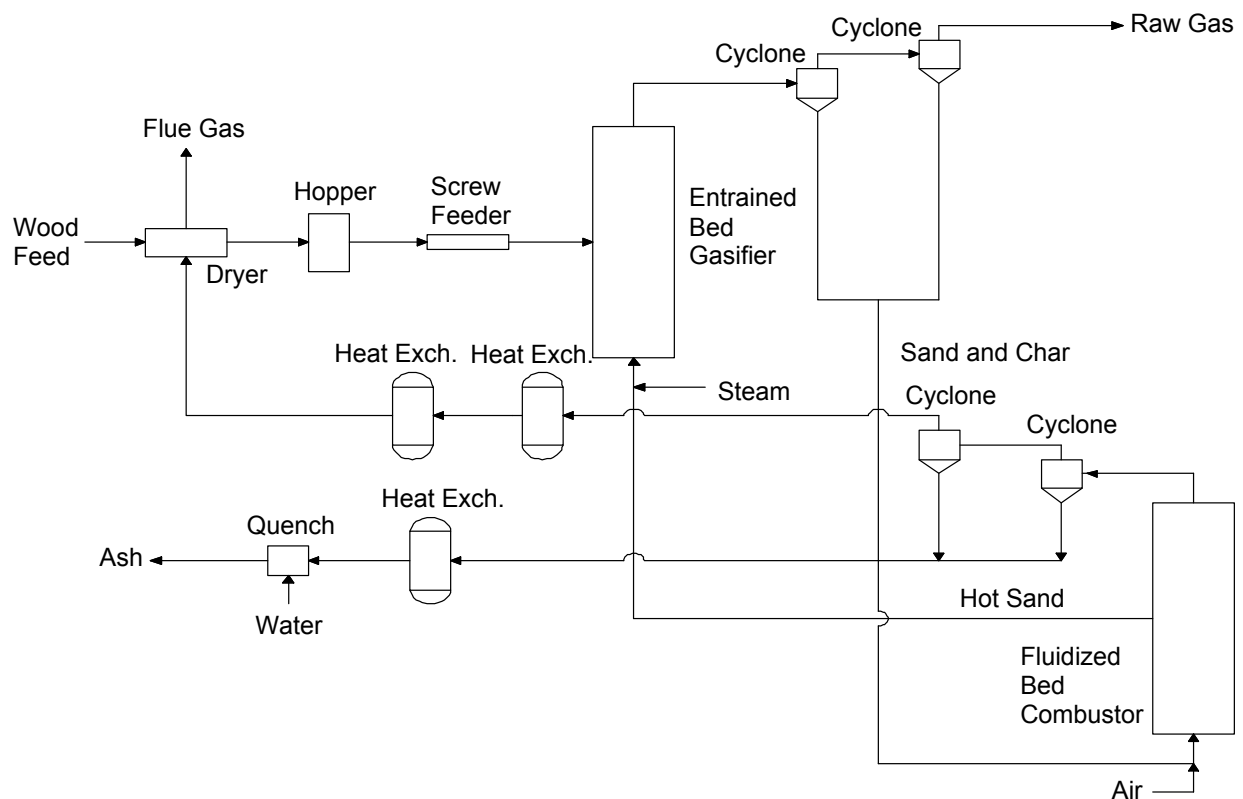 Raw Gas
Cyclone
Cyclone
Flue Gas
Hopper
Screw
Feeder
Entrained
Bed
Gasifier
Wood
Feed
Dryer
Heat Exch.
Heat Exch.
Sand and Char
Steam
Cyclone
Cyclone
Heat Exch.
Quench
Ash
Water
Hot Sand
Fluidized
Bed
Combustor
Air